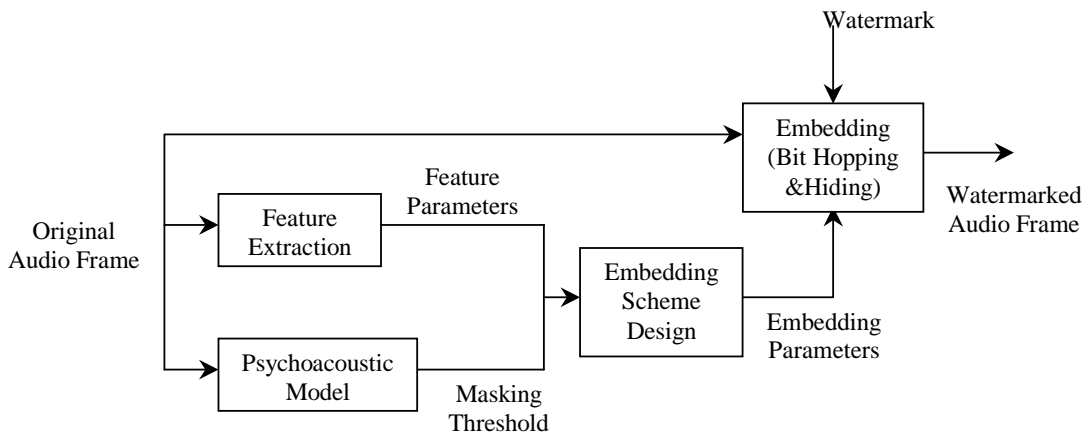 Watermark
Embedding
(Bit Hopping
&Hiding)
Watermarked
Audio Frame
Feature
Parameters
Feature
Extraction
Original
Audio Frame
Embedding
Scheme
Design
Embedding
Parameters
Psychoacoustic
Model
Masking
Threshold